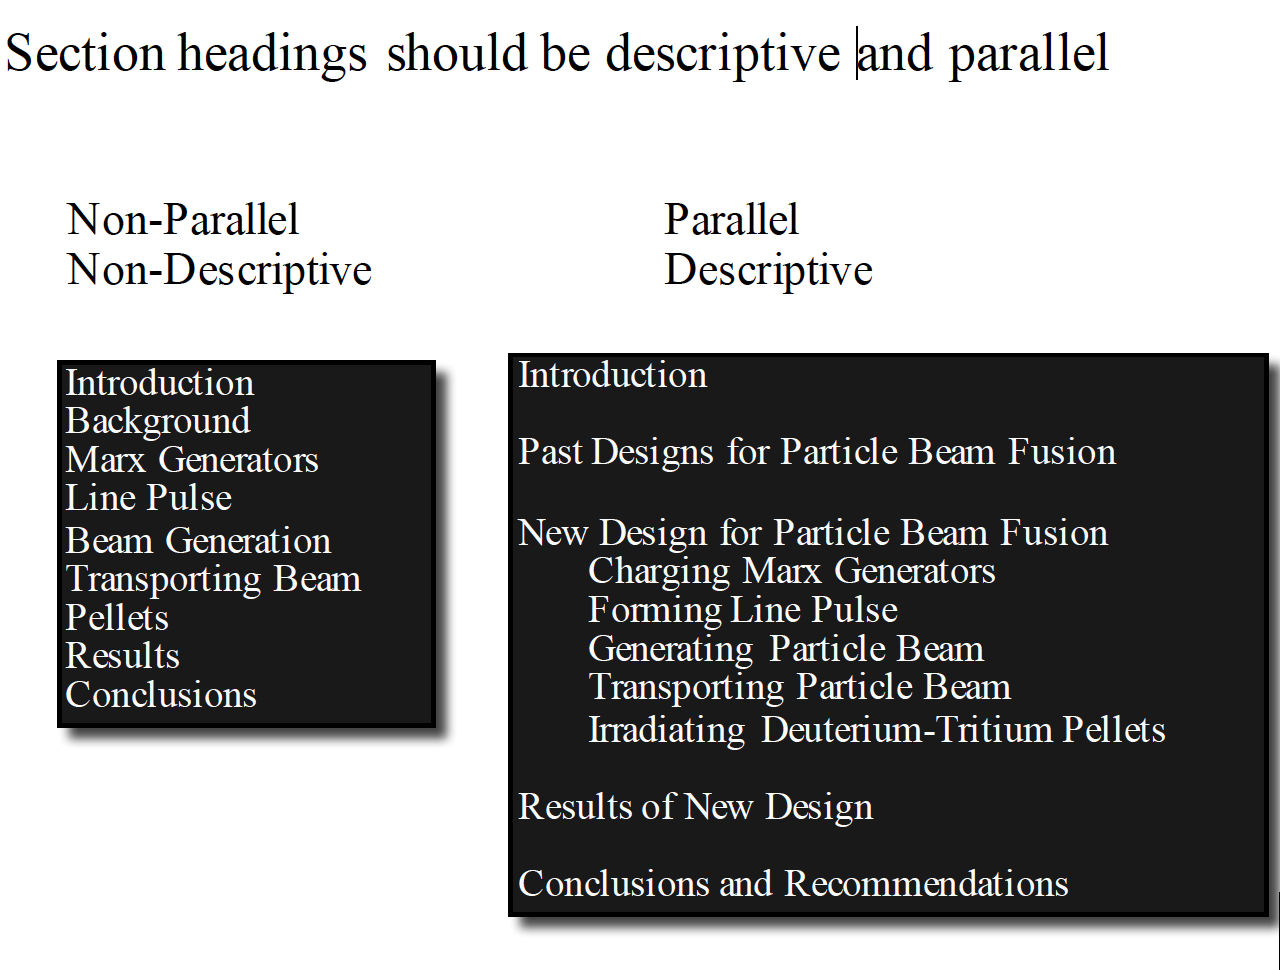 Section headings should be descriptive and parallel
Non-Parallel
Non-Descriptive
Introduction
Background
Marx Generators
Line Pulse
Beam Generation
Transporting Beam
Pellets
Results
Conclusions
Parallel
Descriptive
Introduction
Past Designs for Particle Beam Fusion
New Design for Particle Beam Fusion
Charging Marx Generators
Forming Line Pulse
Generating Particle Beam
Transporting Particle Beam
Irradiating Deuterium-Tritium Pellets
Results of New Design
Conclusions and Recommendations